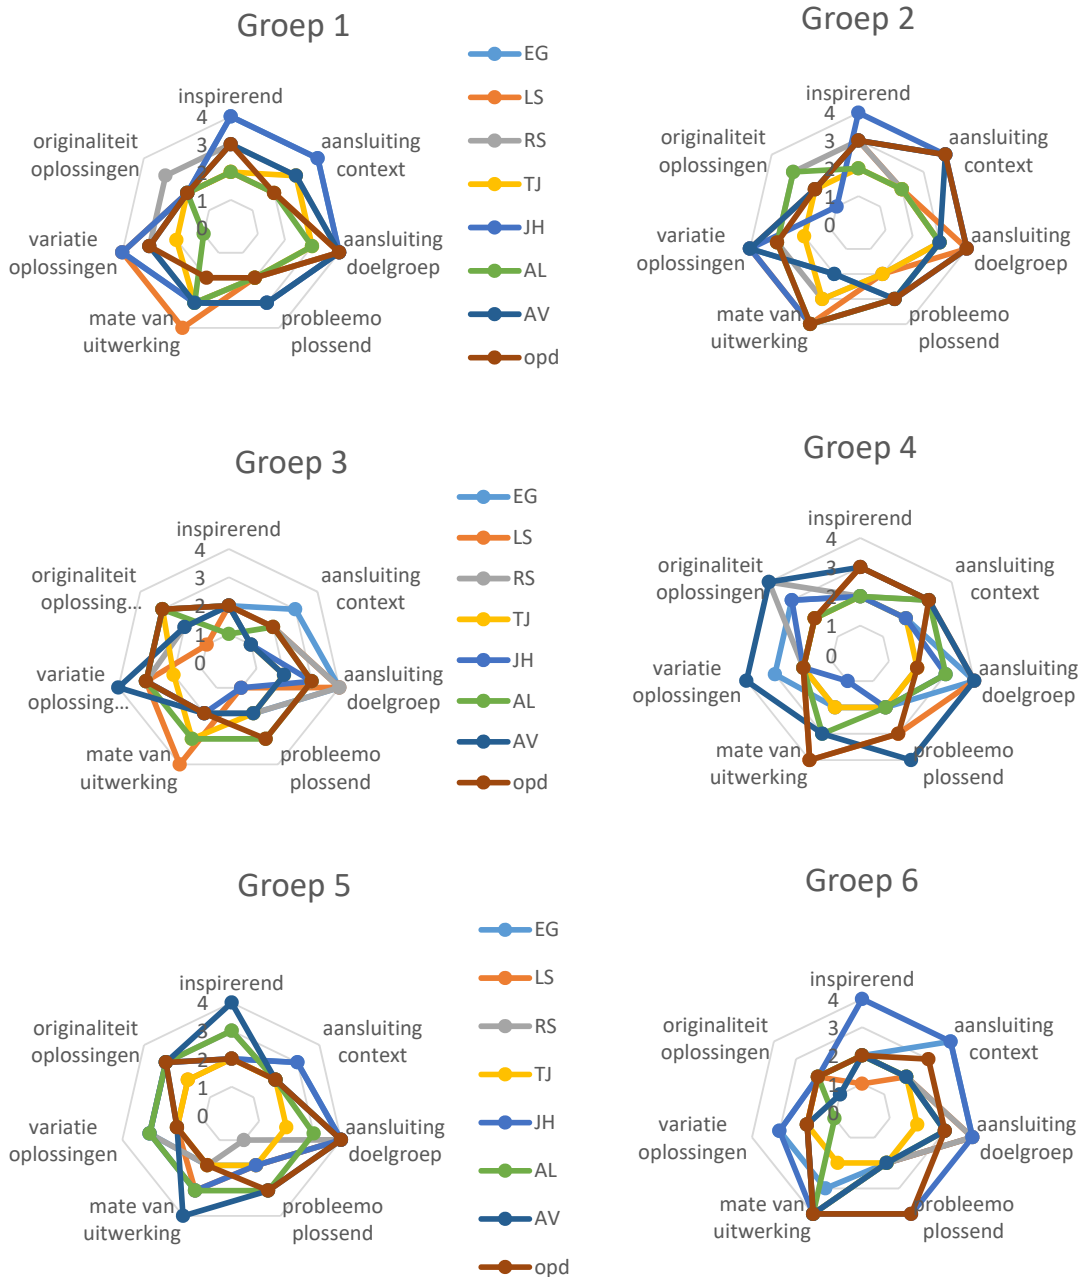 Groep 1
inspirerend
aansluiting
context
aansluiting
doelgroep
probleemo
plossend
mate van
uitwerking
variatie
oplossingen
originaliteit
oplossingen
4
3
2
1
0
EG
LS
RS
TJ
JH
AL
AV
opd
Groep 2
inspirerend
aansluiting
context
aansluiting
doelgroep
probleemo
plossend
mate van
uitwerking
variatie
oplossingen
originaliteit
oplossingen
4
3
2
1
0
Groep 3
inspirerend
aansluiting
context
aansluiting
doelgroep
probleemo
plossend
mate van
uitwerking
variatie
oplossing...
originaliteit
oplossing...
4
3
2
1
0
EG
LS
RS
TJ
JH
AL
AV
opd
Groep 4
inspirerend
aansluiting
context
aansluiting
doelgroep
probleemo
plossend
mate van
uitwerking
variatie
oplossingen
originaliteit
oplossingen
4
3
2
1
0
Groep 5
inspirerend
aansluiting
context
aansluiting
doelgroep
probleemo
plossend
mate van
uitwerking
variatie
oplossingen
originaliteit
oplossingen
4
3
2
1
0
EG
LS
RS
TJ
JH
AL
AV
opd
Groep 6
inspirerend
aansluiting
context
aansluiting
doelgroep
probleemo
plossend
mate van
uitwerking
variatie
oplossingen
originaliteit
oplossingen
4
3
2
1
0